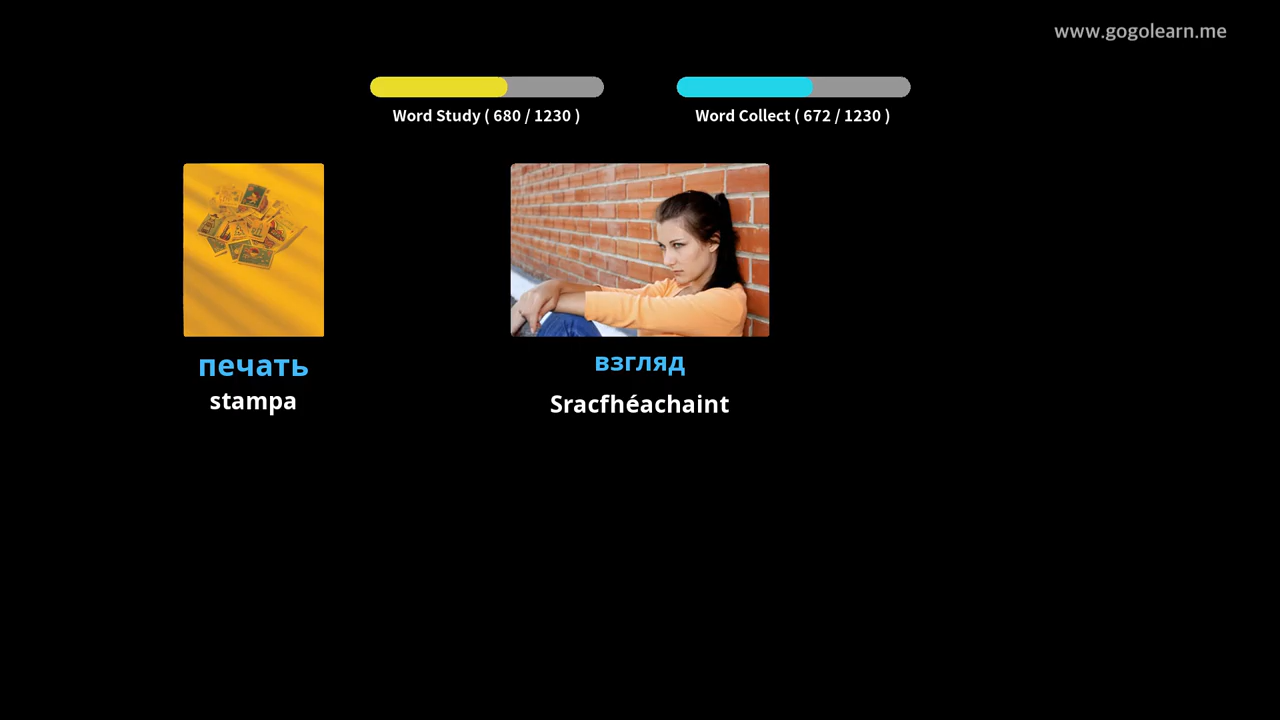 www.gogolearn.me
Word Study ( 680 / 1230 )
Word Collect ( 672 / 1230 )
печать
stampa
взгляд
Sracfhéachaint